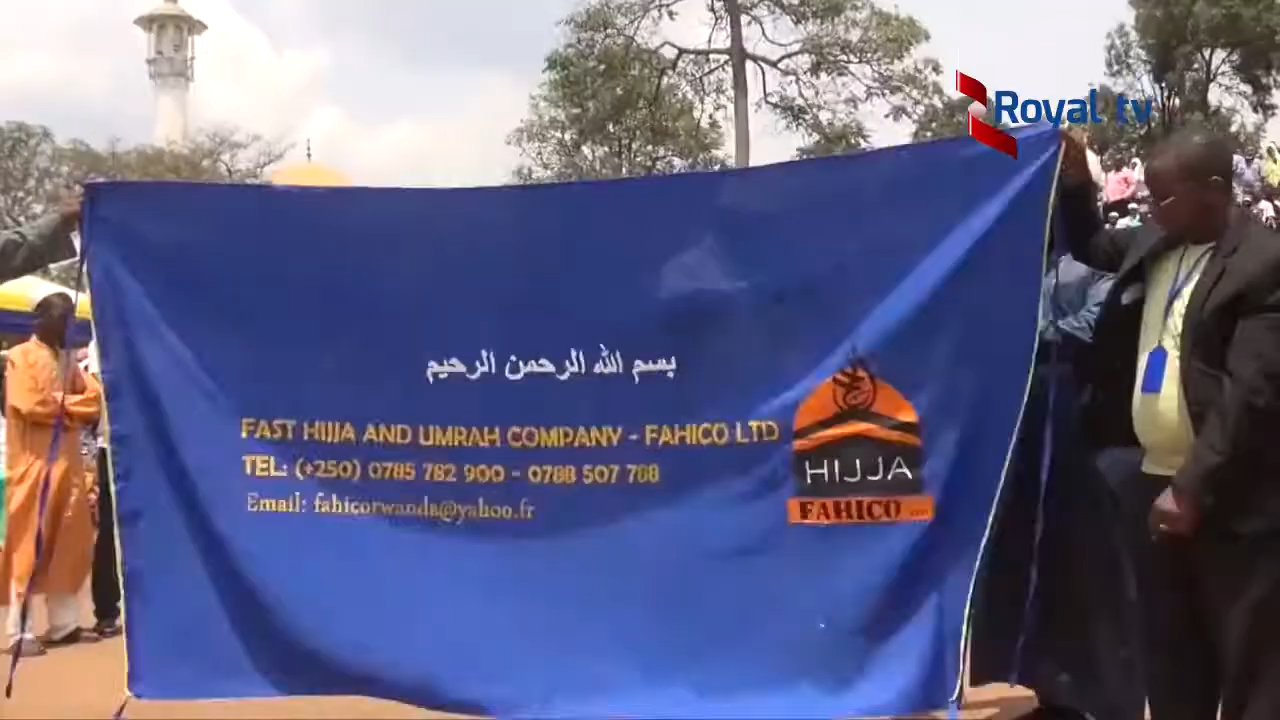 Royal tv
بسم الله الرحمن الرحيم
FAST HIJJA AND UMRAH COMPANY - FAHICO LTD
TEL: (+250) 0785 782 900 - 0788 507 788
Email: fahicorwanda@yahoo.fr
HIJJA
FAHICO